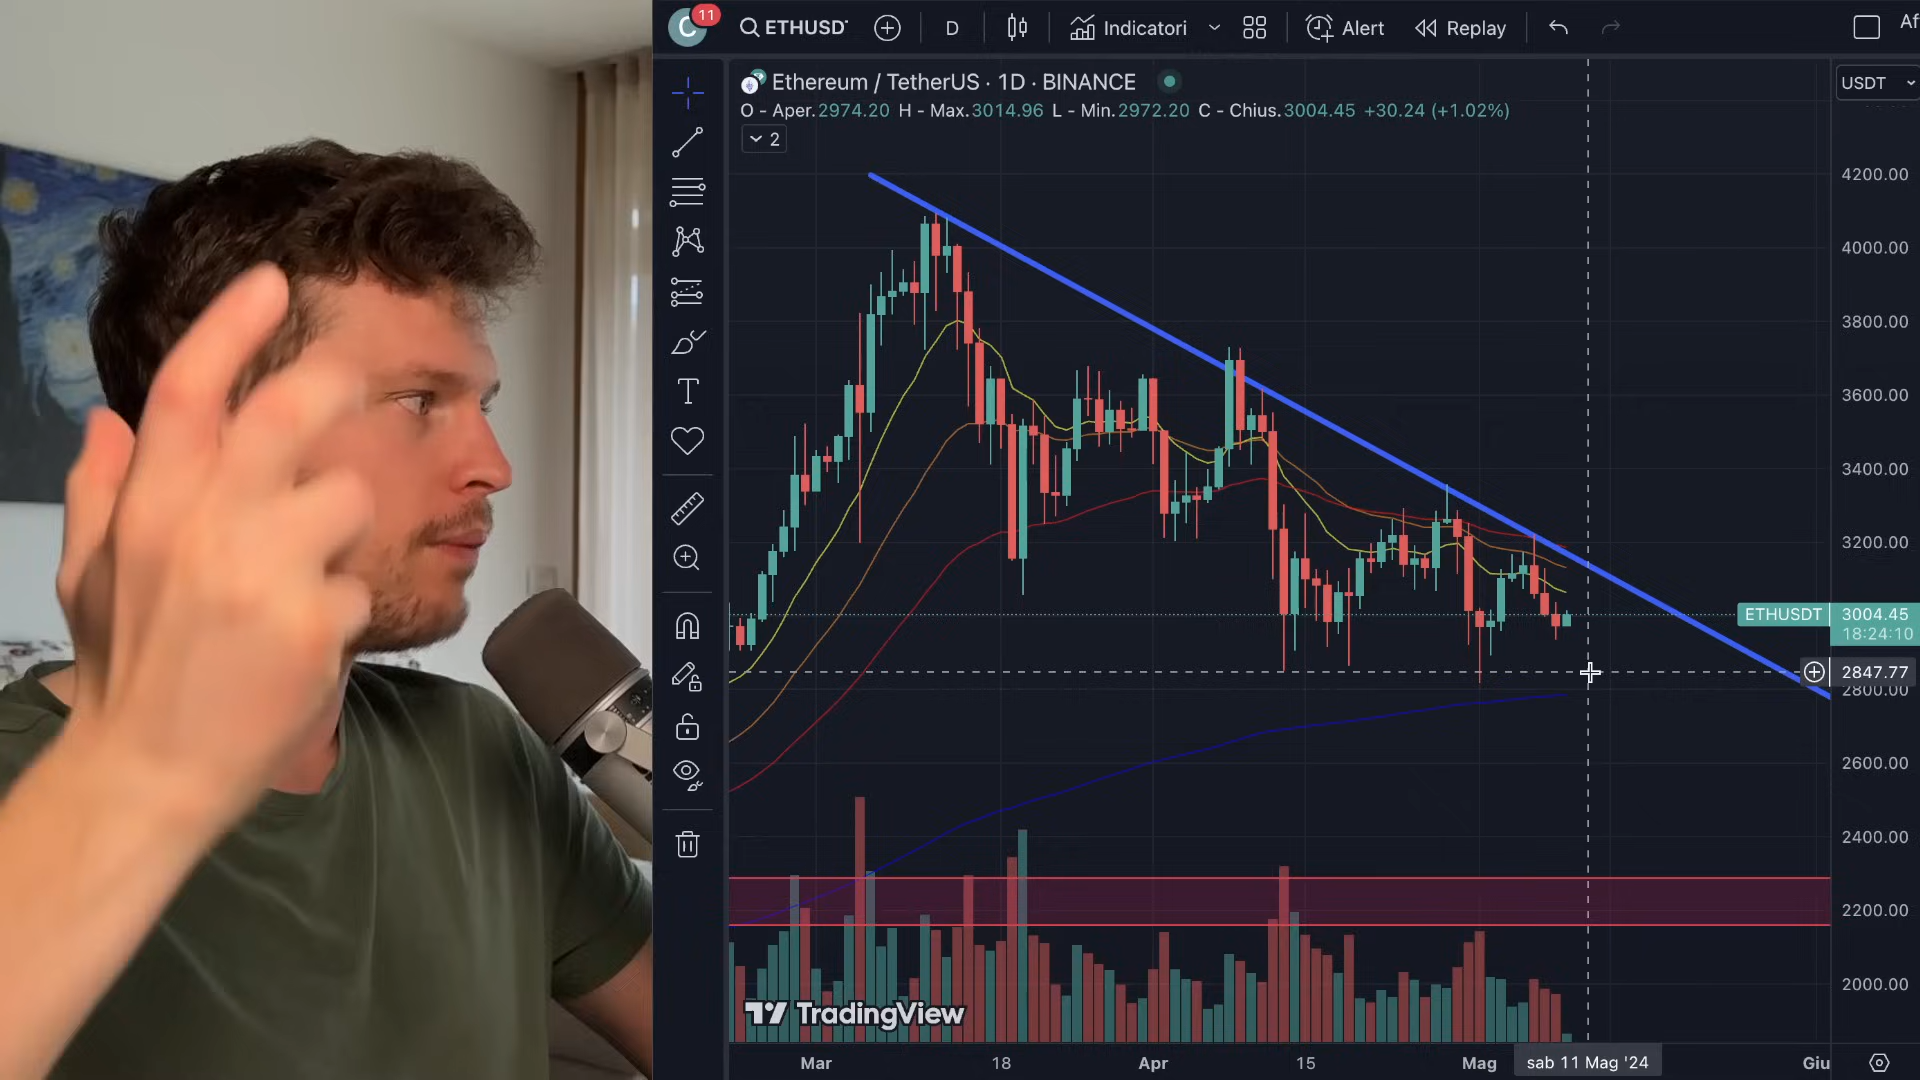 C 11 ETHUSDT D Indicatori Alert Replay Af
Ethereum / TetherUS · 1D · BINANCE
USDT
O - Aper.2974.20 H - Max.3014.96 L - Min.2972.20 C - Chius.3004.45 +30.24 (+1.02%)
2
4200.00
4000.00
3800.00
3600.00
3400.00
3200.00
ETHUSDT 3004.45
18:24:10
2847.77
2800.00
2600.00
2400.00
2200.00
2000.00
TradingView
Mar 18 Apr 15 Mag sab 11 Mag '24 Giu